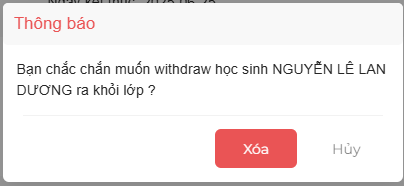 Thông báo
Bạn chắc chắn muốn withdraw học sinh NGUYỄN LÊ LAN
DƯƠNG ra khỏi lớp ?
Xóa
Hủy